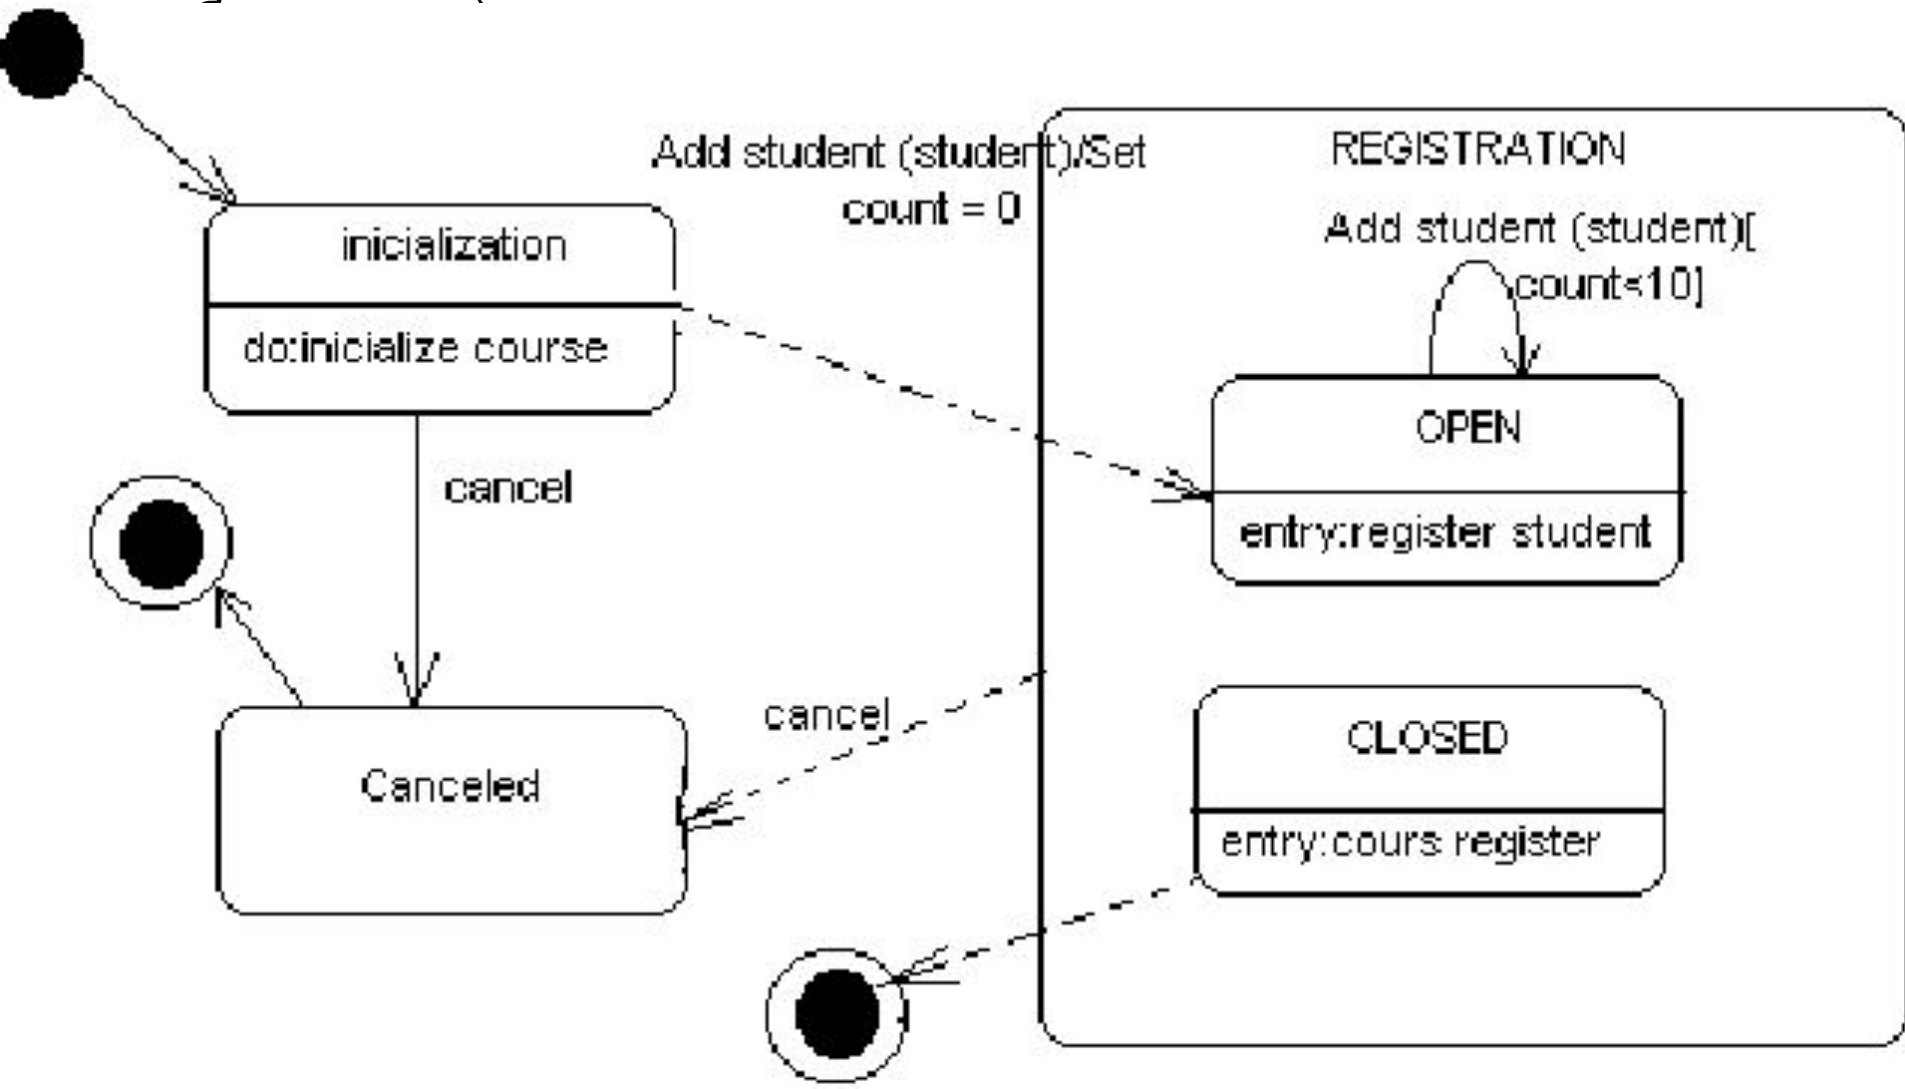 Add student (student)/Set
count = 0
REGISTRATION
Add student (student)[
count<10]
inicialization
do:inicialize course
OPEN
entry:register student
cancel
cancel
Canceled
CLOSED
entry:cours register